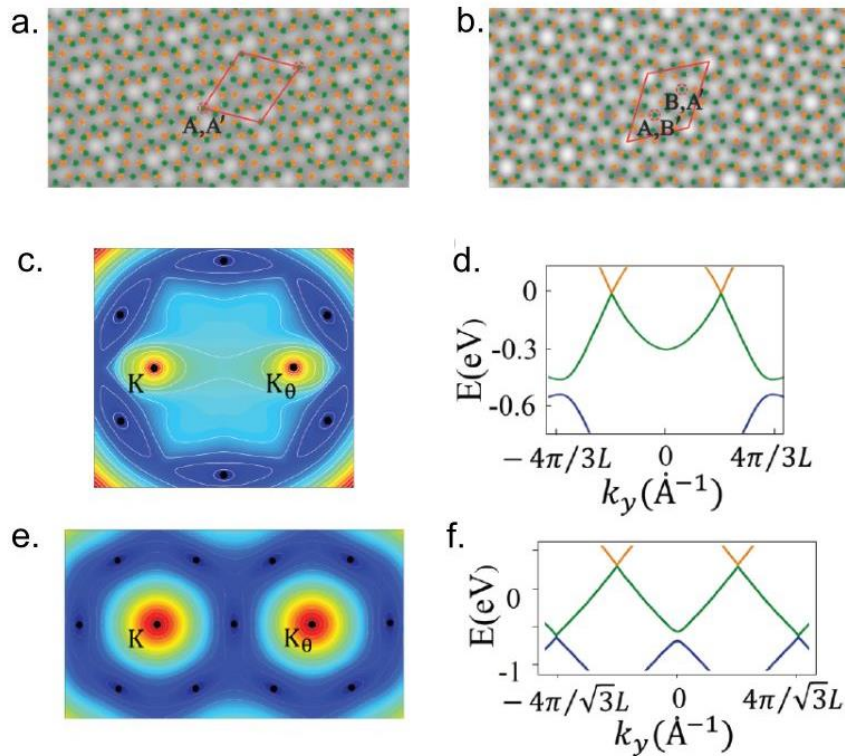 a.
A,A'
b.
B,A'
A,B'
c.
K
K_θ
d.
E(eV)
0
-0.3
-0.6
− 4π/3L
0
4π/3L
k_y(Å⁻¹)
e.
K
K_θ
f.
E(eV)
0
-1
− 4π/√3L
0
4π/√3L
k_y(Å⁻¹)